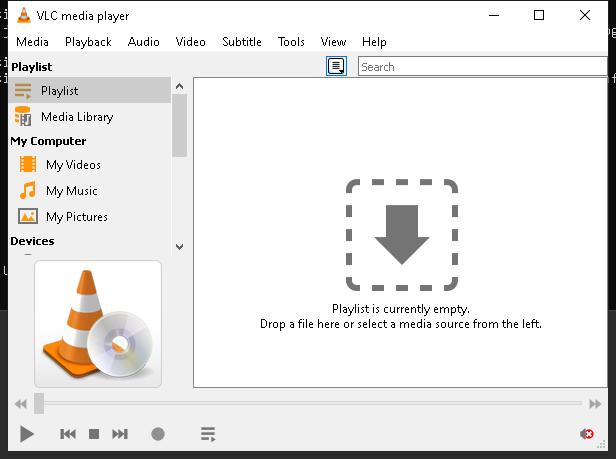 VLC media player
Media Playback Audio Video Subtitle Tools View Help
Playlist
Search
Playlist
Media Library
My Computer
My Videos
My Music
My Pictures
Devices
Playlist is currently empty.
Drop a file here or select a media source from the left.